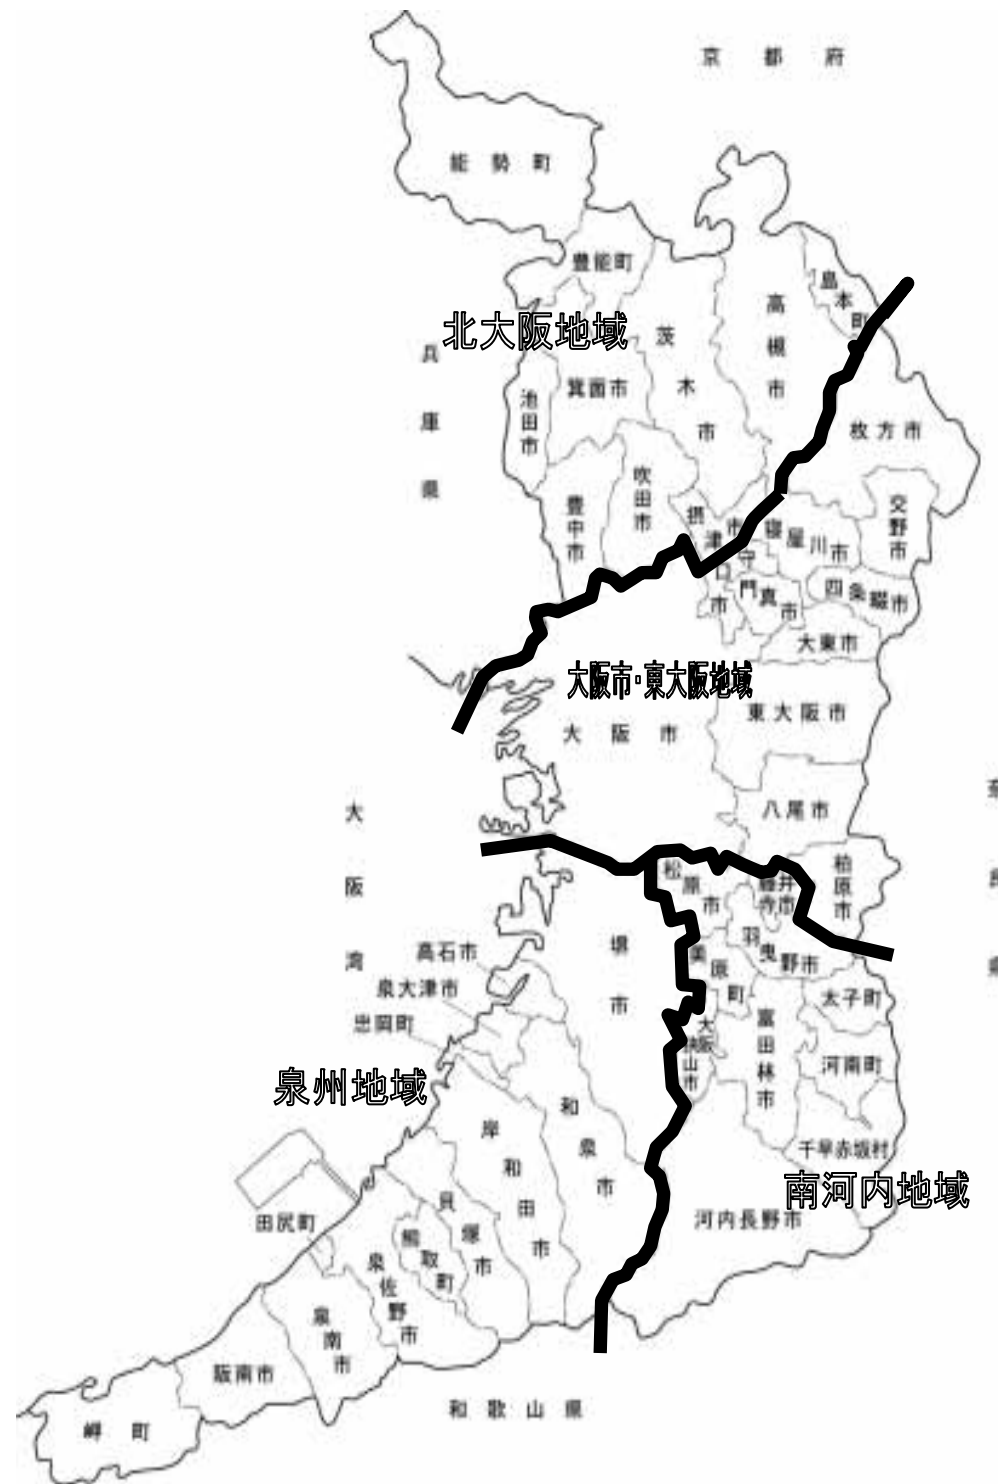 京都府
能勢町
豊能町
島本町
高槻市
北大阪地域
茨木市
兵庫県
箕面市
池田市
枚方市
吹田市
豊中市
交野市
摂津市
寝屋川市
守口市
門真市
四条畷市
大東市
大阪市・東大阪地域
東大阪市
大阪市
八尾市
大阪湾
松原市
藤井寺市
柏原市
羽曳野市
堺市
高石市
美原町
泉大津市
太子町
忠岡町
大阪狭山市
富田林市
河南町
泉州地域
和泉市
岸和田市
千早赤坂村
南河内地域
貝塚市
河内長野市
田尻町
熊取町
泉佐野市
泉南市
阪南市
岬町
和歌山県